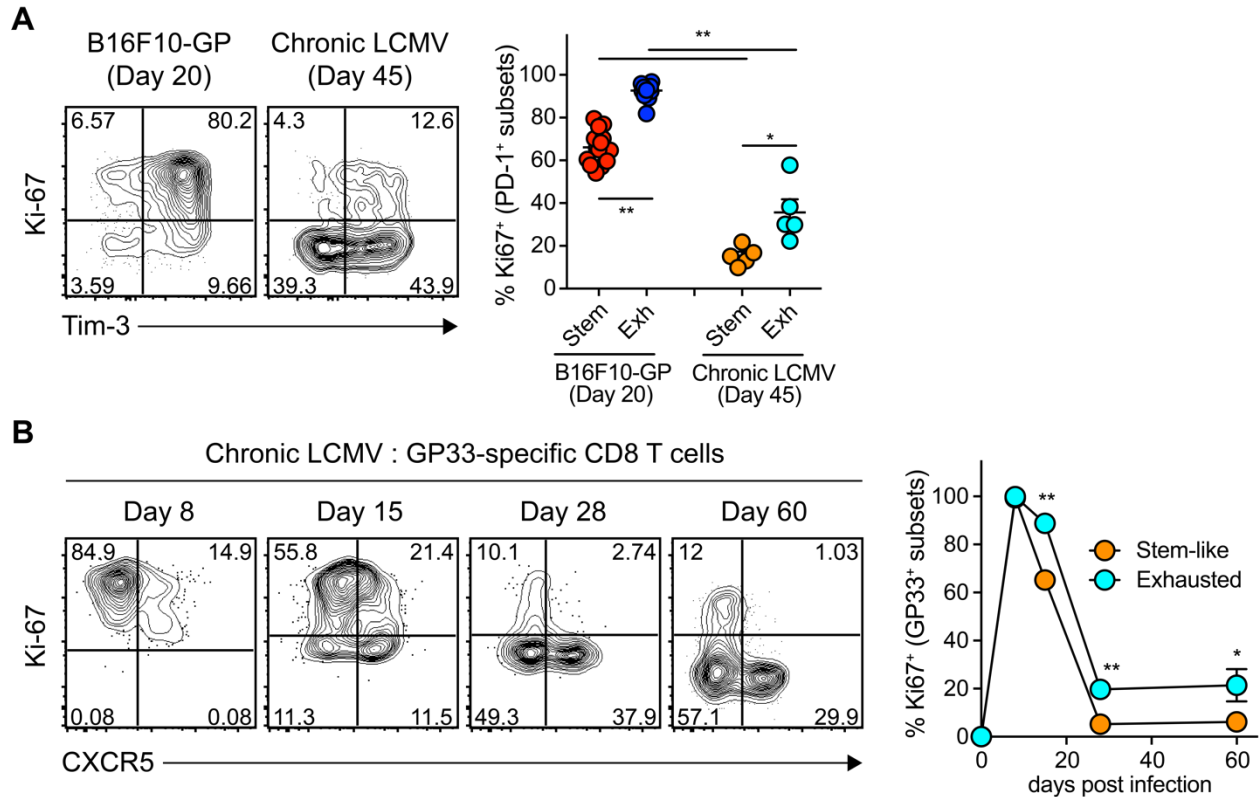 A
B16F10-GP
(Day 20)
Chronic LCMV
(Day 45)
6.57 80.2
3.59 9.66
4.3 12.6
39.3 43.9
Ki-67
Tim-3
% Ki67+ (PD-1+ subsets)
100
80
60
40
20
0
**
**
*
Stem
Exh
Stem
Exh
B16F10-GP
(Day 20)
Chronic LCMV
(Day 45)
B
Chronic LCMV : GP33-specific CD8 T cells
Day 8
Day 15
Day 28
Day 60
84.9 14.9
0.08 0.08
55.8 21.4
11.3 11.5
10.1 2.74
49.3 37.9
12 1.03
57.1 29.9
Ki-67
CXCR5
% Ki67+ (GP33+ subsets)
100
80
60
40
20
0
**
**
*
Stem-like
Exhausted
0 20 40 60
days post infection